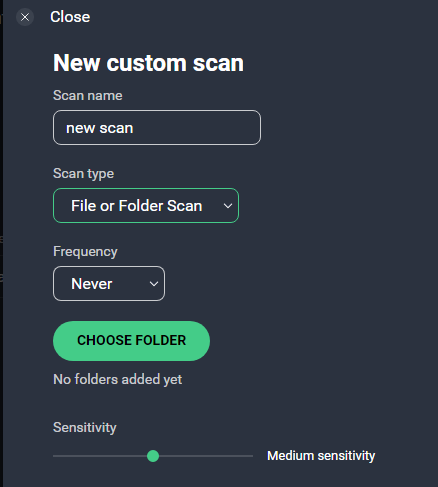 Close
New custom scan
Scan name
new scan
Scan type
File or Folder Scan
Frequency
Never
CHOOSE FOLDER
No folders added yet
Sensitivity
Medium sensitivity